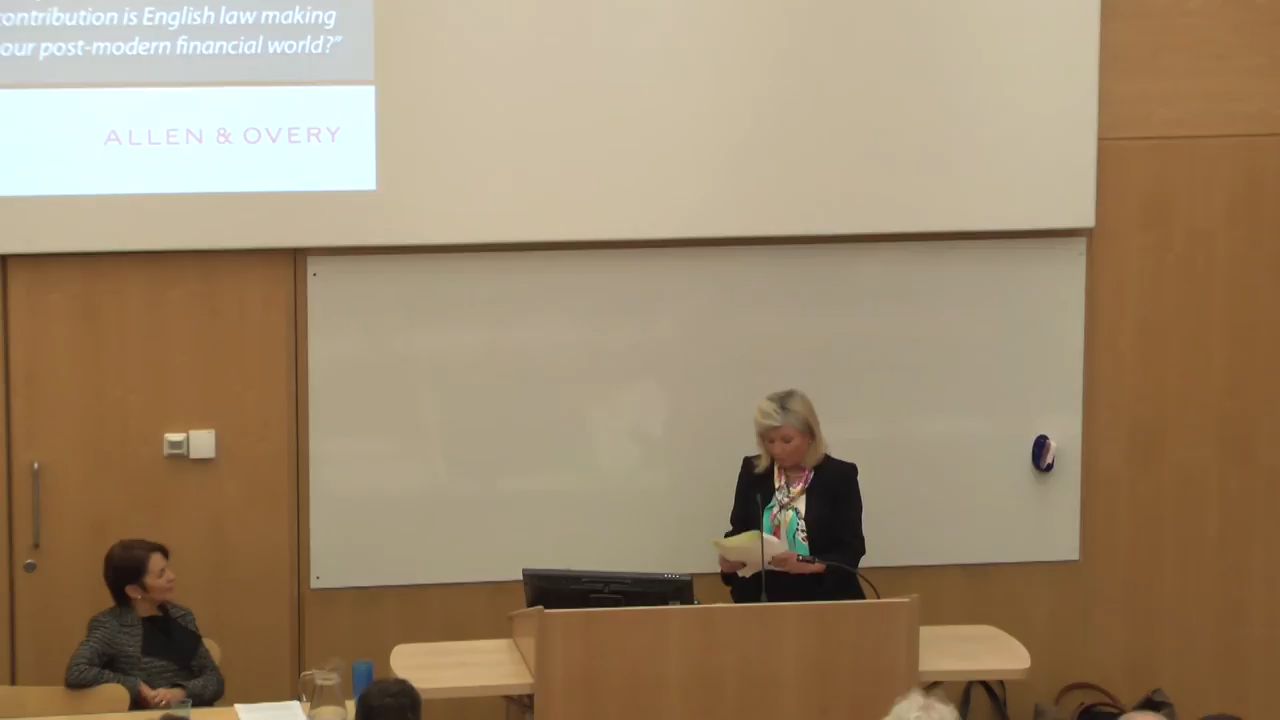 contribution is English law making
our post-modern financial world?”
ALLEN & OVERY